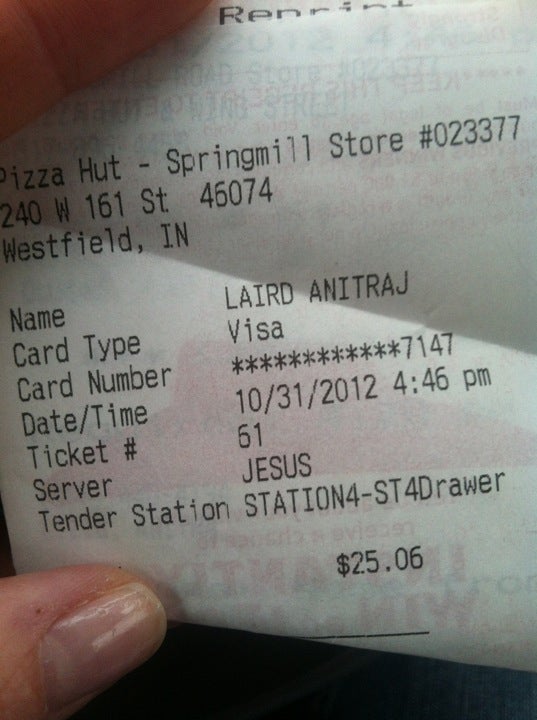 Reprint
Pizza Hut - Springmill Store #023377
240 W 161 St 46074
Westfield, IN
Name LAIRD ANITRAJ
Card Type Visa
Card Number ************7147
Date/Time 10/31/2012 4:46 pm
Ticket # 61
Server JESUS
Tender Station STATION4-ST4Drawer
$25.06